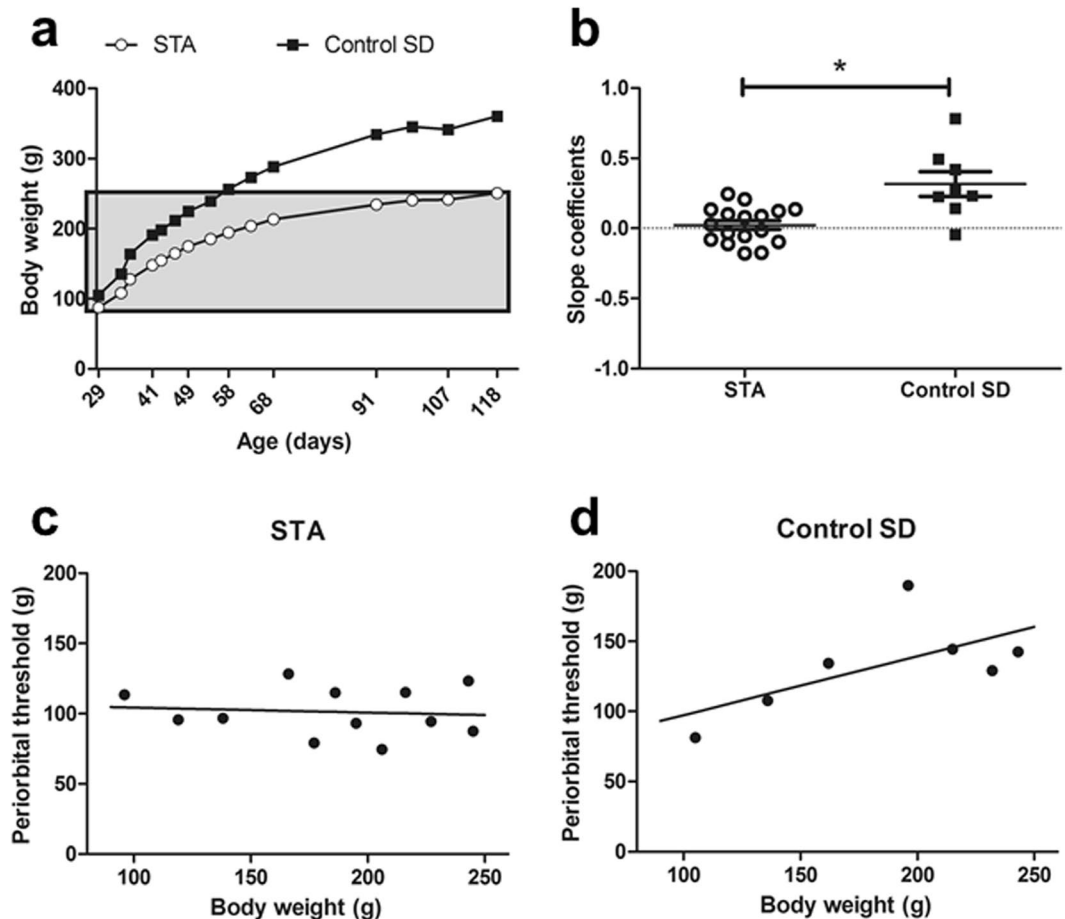 a
STA
Control SD
400
300
200
100
0
Body weight (g)
29
41
49
58
68
91
107
118
Age (days)
b
*
1.0
0.5
0.0
-0.5
-1.0
Slope coefficients
STA
Control SD
c
STA
200
150
100
50
0
Periorbital threshold (g)
100
150
200
250
Body weight (g)
d
Control SD
200
150
100
50
0
Periorbital threshold (g)
100
150
200
250
Body weight (g)